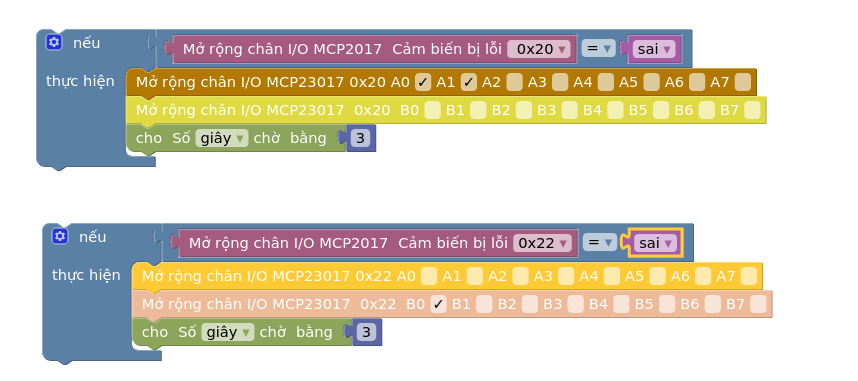 nếu Mở rộng chân I/O MCP2017 Cảm biến bị lỗi 0x20 = sai
thực hiện Mở rộng chân I/O MCP23017 0x20 A0 ✓ A1 ✓ A2 A3 A4 A5 A6 A7
Mở rộng chân I/O MCP23017 0x20 B0 B1 B2 B3 B4 B5 B6 B7
cho Số giây chờ bằng 3
nếu Mở rộng chân I/O MCP2017 Cảm biến bị lỗi 0x22 = sai
thực hiện Mở rộng chân I/O MCP23017 0x22 A0 A1 A2 A3 A4 A5 A6 A7
Mở rộng chân I/O MCP23017 0x22 B0 ✓ B1 B2 B3 B4 B5 B6 B7
cho Số giây chờ bằng 3